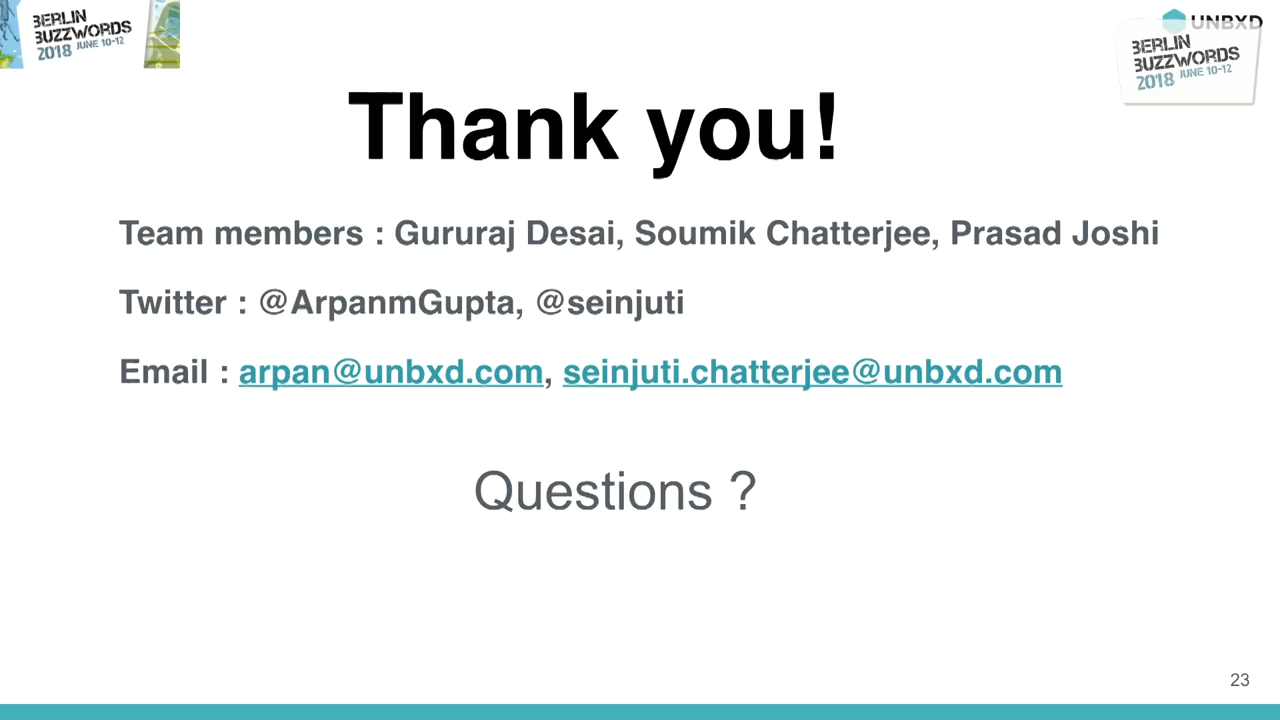 BERLIN
BUZZWORDS
2018 JUNE 10-12
UNBXD
BERLIN
BUZZWORDS
2018 JUNE 10-12
Thank you!
Team members : Gururaj Desai, Soumik Chatterjee, Prasad Joshi
Twitter : @ArpanmGupta, @seinjuti
Email : arpan@unbxd.com, seinjuti.chatterjee@unbxd.com
Questions ?
23